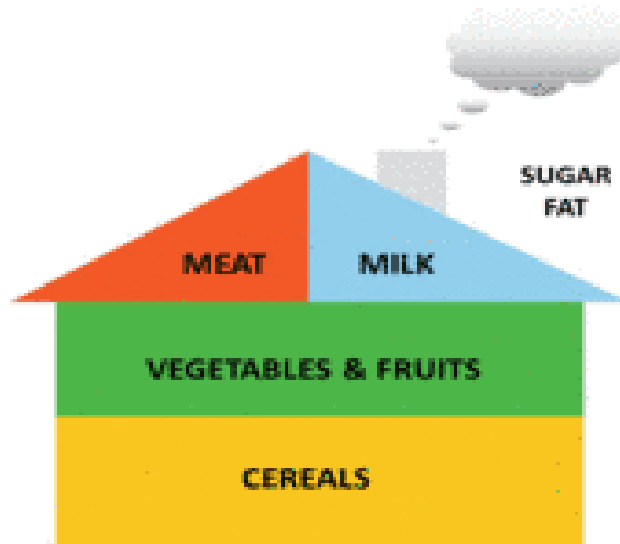 SUGAR
FAT
MEAT
MILK
VEGETABLES & FRUITS
CEREALS